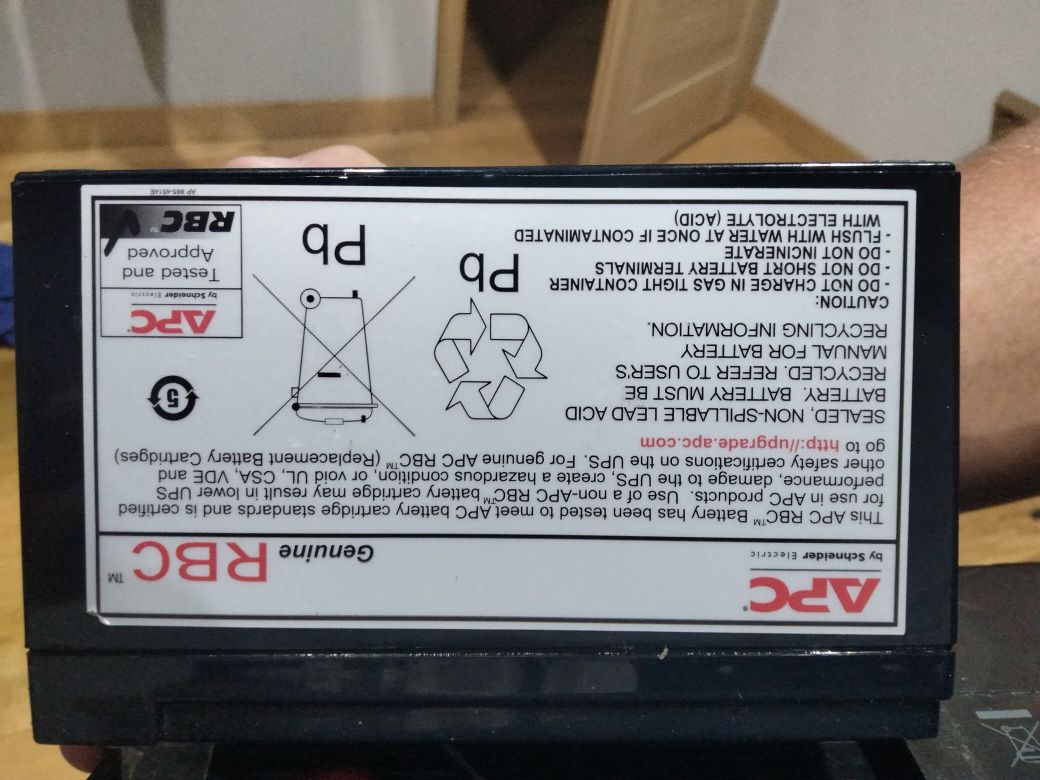 APC®
by Schneider Electric
Genuine RBC™
This APC RBC™ Battery has been tested to meet APC battery cartridge standards and is certified
for use in APC products. Use of a non-APC RBC™ battery cartridge may result in lower UPS
performance, damage to the UPS, create a hazardous condition, or void UL, CSA, VDE and
other safety certifications on the UPS. For genuine APC RBC™ (Replacement Battery Cartridges)
go to http://upgrade.apc.com
SEALED, NON-SPILLABLE LEAD ACID
BATTERY. BATTERY MUST BE
RECYCLED. REFER TO USER'S
MANUAL FOR BATTERY
RECYCLING INFORMATION.
CAUTION:
- DO NOT CHARGE IN GAS TIGHT CONTAINER
- DO NOT SHORT BATTERY TERMINALS
- DO NOT INCINERATE
- FLUSH WITH WATER AT ONCE IF CONTAMINATED
WITH ELECTROLYTE (ACID)
Pb
Pb
5
APC®
by Schneider Electric
Tested and
Approved
RBC™
AP 985-4514E